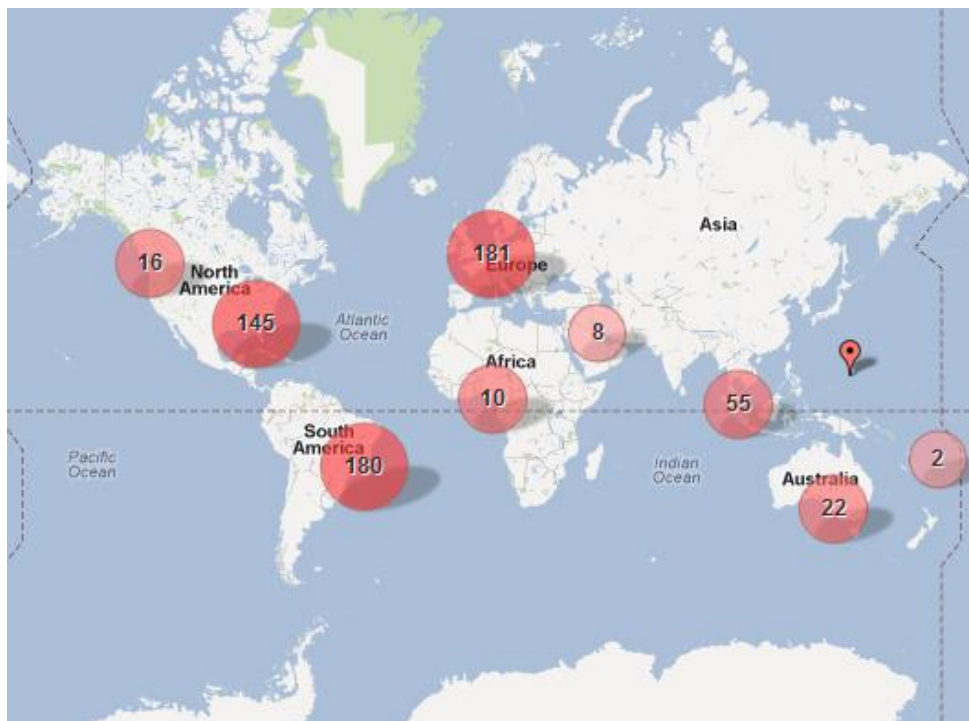 Asia
16
181
Europe
North
America
145
Atlantic
Ocean
8
Africa
10
55
South
America
180
Pacific
Ocean
Indian
Ocean
2
Australia
22